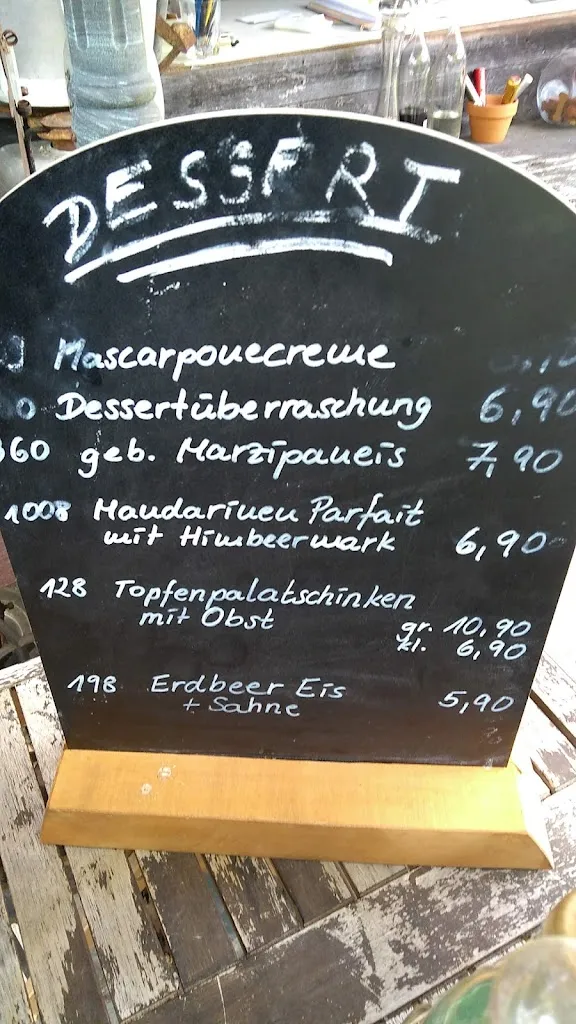 DESSERT
Mascarponecreme
Dessertüberraschung 6,90
360 geb. Marzipaneis 7,90
1008 Mandarinen Parfait
mit Himbeermark 6,90
128 Topfenpalatschinken
mit Obst gr. 10,90
kl. 6,90
198 Erdbeer Eis
+ Sahne 5,90